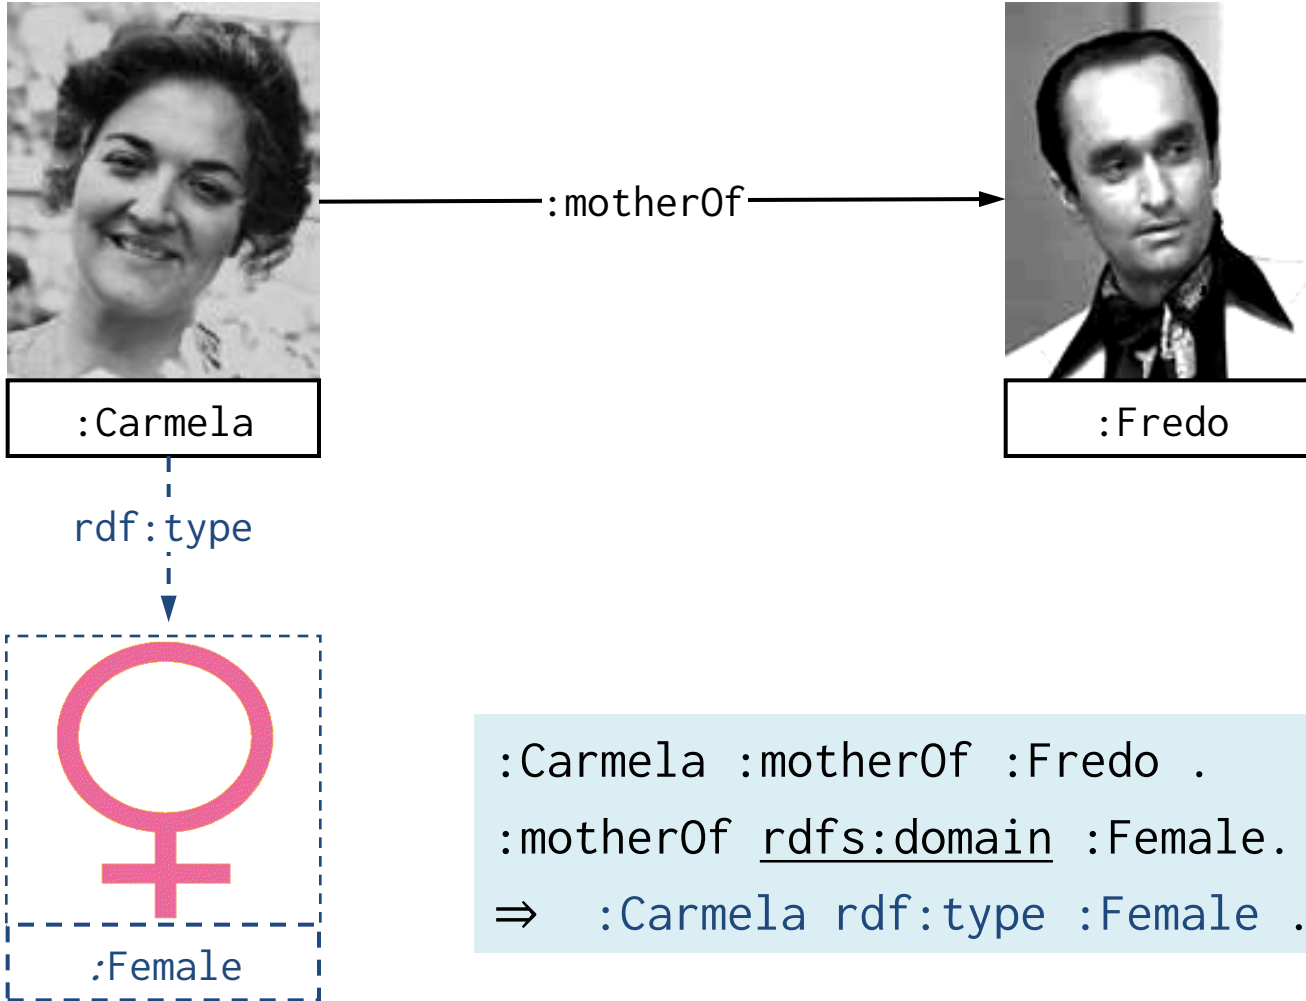 :motherOf
:Carmela
:Fredo
rdf:type
:Female
:Carmela :motherOf :Fredo .
:motherOf rdfs:domain :Female.
⇒ :Carmela rdf:type :Female .